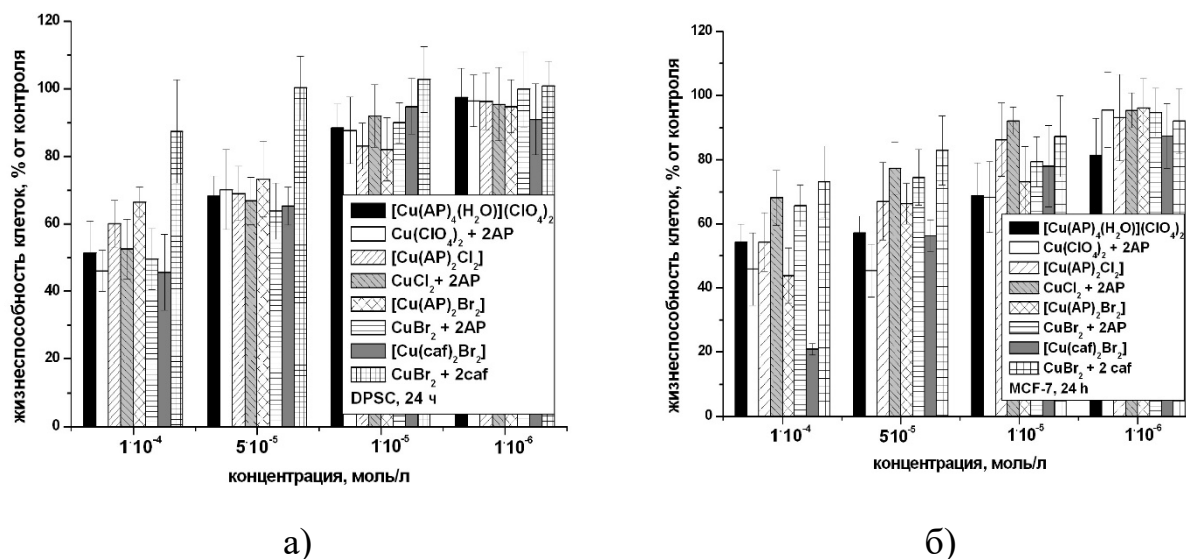 жизнеспособность клеток, % от контроля
120
100
80
60
40
20
0
[Cu(AP)₄(H₂O)](ClO₄)₂
Cu(ClO₄)₂ + 2AP
[Cu(AP)₂Cl₂]
CuCl₂ + 2AP
[Cu(AP)₂Br₂]
CuBr₂ + 2AP
[Cu(caf)₂Br₂]
CuBr₂ + 2caf
DPSC, 24 ч
1·10⁻⁴ 5·10⁻⁵ 1·10⁻⁵ 1·10⁻⁶
концентрация, моль/л
а)
жизнеспособность клеток, % от контроля
120
100
80
60
40
20
0
[Cu(AP)₄(H₂O)](ClO₄)₂
Cu(ClO₄)₂ + 2AP
[Cu(AP)₂Cl₂]
CuCl₂ + 2AP
[Cu(AP)₂Br₂]
CuBr₂ + 2AP
[Cu(caf)₂Br₂]
CuBr₂ + 2 caf
MCF-7, 24 h
1·10⁻⁴ 5·10⁻⁵ 1·10⁻⁵ 1·10⁻⁶
концентрация, моль/л
б)